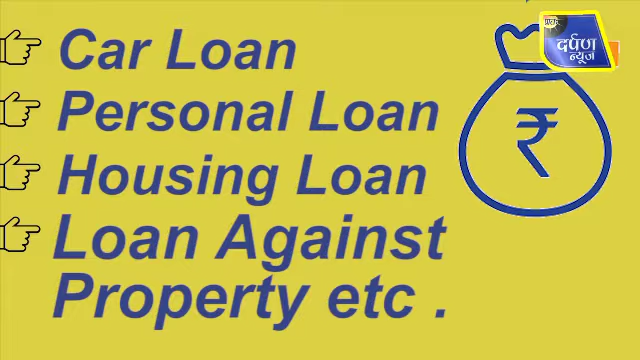 Car Loan
Personal Loan
Housing Loan
Loan Against
Property etc .
₹
दर्पण
न्यूज